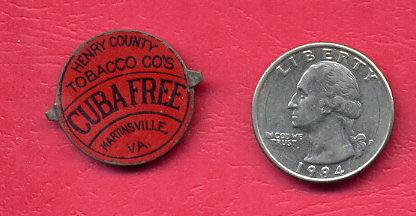 HENRY COUNTY
TOBACCO CO'S
CUBA FREE
MARTINSVILLE,
VA.
LIBERTY
IN GOD WE
TRUST
1994